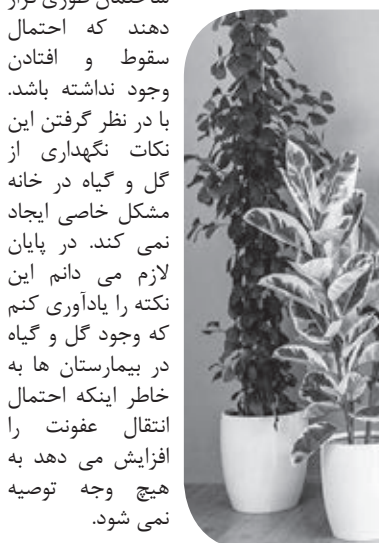 دهند که احتمال
سقوط و افتادن
وجود نداشته باشد.
با در نظر گرفتن این
نکات نگهداری از
گل و گیاه در خانه
مشکل خاصی ایجاد
نمی کند. در پایان
لازم می دانم این
نکته را یادآوری کنم
که وجود گل و گیاه
در بیمارستان ها به
خاطر اینکه احتمال
انتقال عفونت را
افزایش می دهد به
هیچ وجه توصیه
نمی شود.